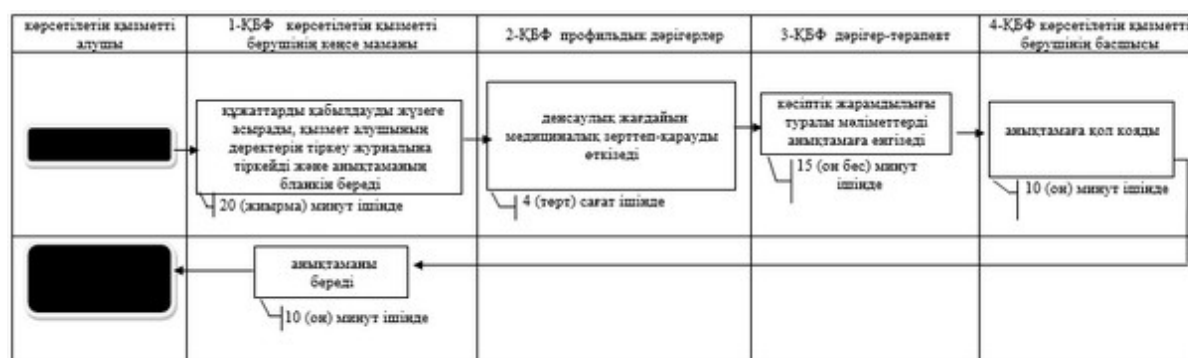 көрсетілетін қызметті
алушы
1-ҚБФ көрсетілетін қызметті
берушінің кеңсе маманы
2-ҚБФ профильдық дәрігерлер
3-ҚБФ дәрігер-терапевт
4-ҚБФ көрсетілетін қызметті
берушінің басшысы
құжаттарды қабылдауды жүзеге
асырады, қызмет алушының
деректерін тіркеу журналына
тіркейді және анықтаманың
бланкін береді
20 (жиырма) минут ішінде
денсаулық жағдайын
медициналық зерттеп-қарауды
өткізеді
4 (төрт) сағат ішінде
кәсіптік жарамдылығы
туралы мәліметтерді
анықтамаға енгізеді
15 (он бес) минут
ішінде
анықтамаға қол қояды
10 (он) минут ішінде
анықтаманы
береді
10 (он) минут ішінде